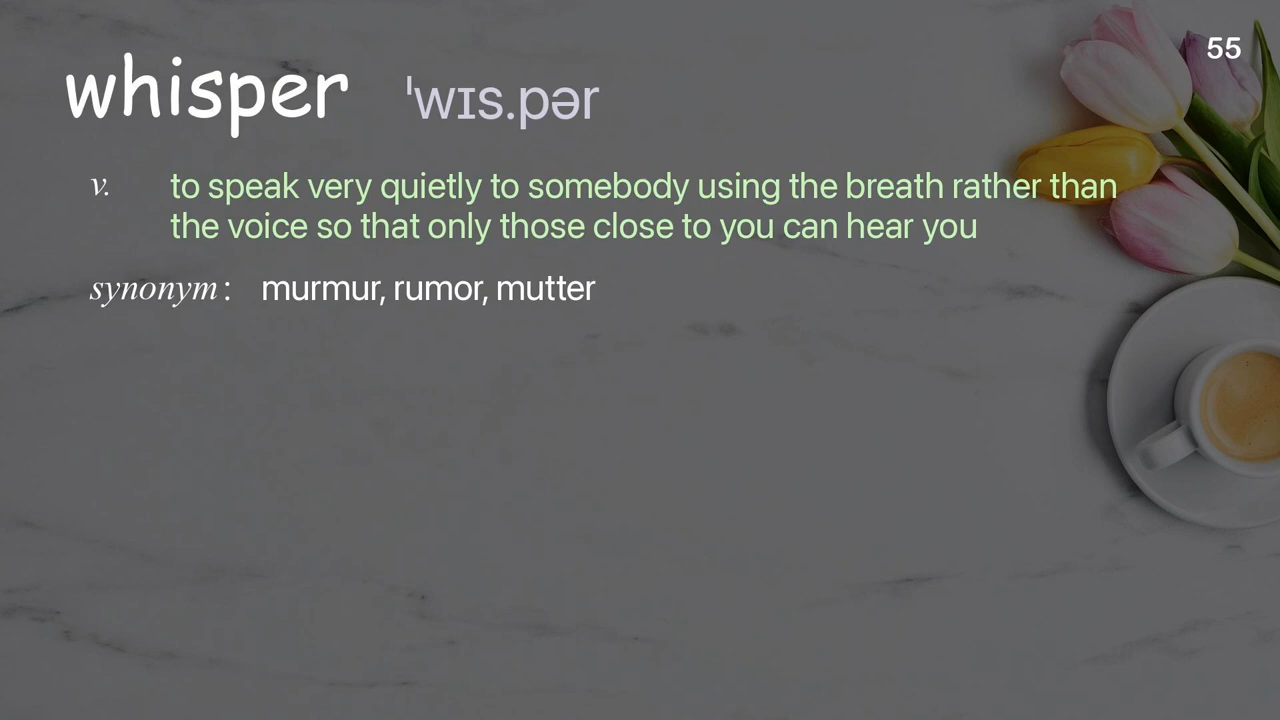 55
whisper ˈwɪs.pər
v. to speak very quietly to somebody using the breath rather than
the voice so that only those close to you can hear you
synonym : murmur, rumor, mutter